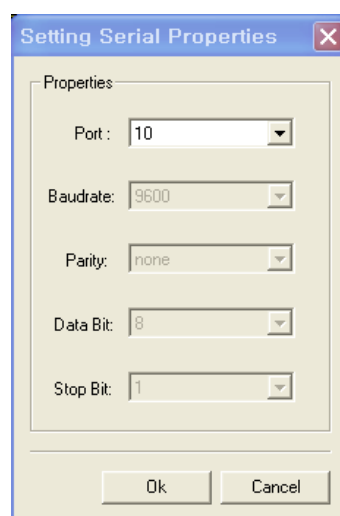 Setting Serial Properties
Properties
Port : 10
Baudrate: 9600
Parity: none
Data Bit: 8
Stop Bit: 1
Ok Cancel